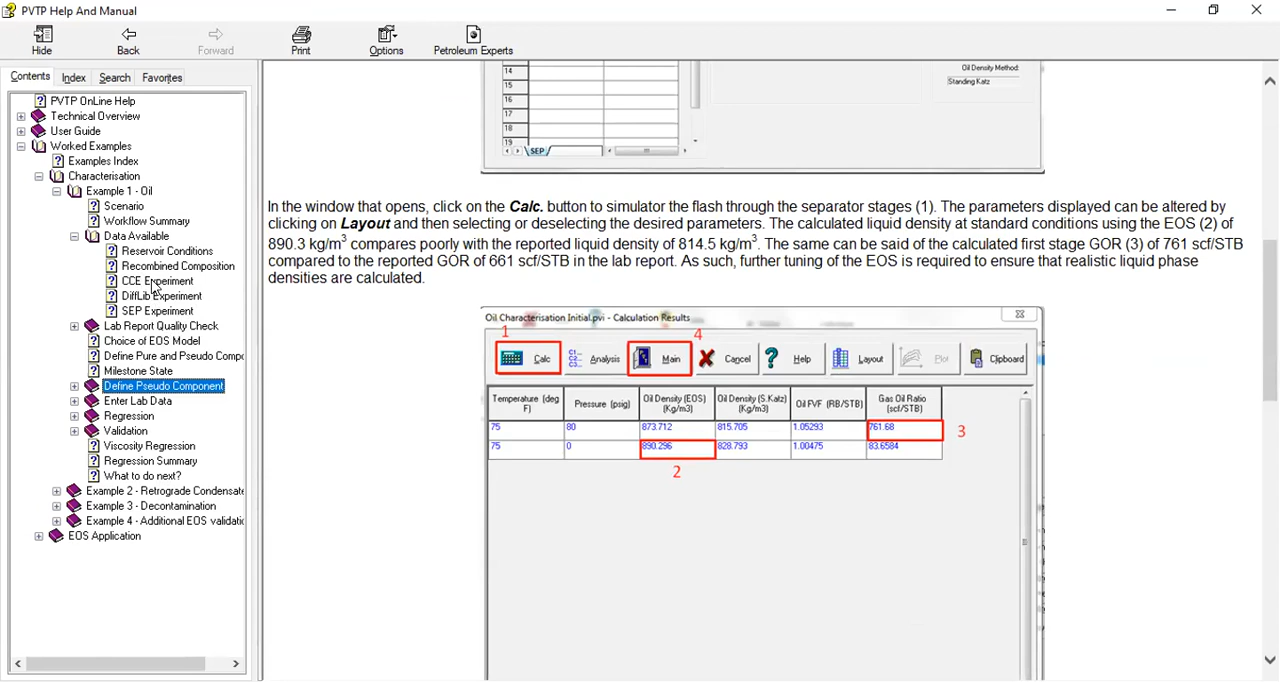 PVTP Help And Manual
Hide
Back
Forward
Print
Options
Petroleum Experts
Contents
Index
Search
Favorites
PVTP OnLine Help
Technical Overview
User Guide
Worked Examples
Examples Index
Characterisation
Example 1 - Oil
Scenario
Workflow Summary
Data Available
Reservoir Conditions
Recombined Composition
CCE Experiment
DiffLib Experiment
SEP Experiment
Lab Report Quality Check
Choice of EOS Model
Define Pure and Pseudo Compo
Milestone State
Define Pseudo Component
Enter Lab Data
Regression
Validation
Viscosity Regression
Regression Summary
What to do next?
Example 2 - Retrograde Condensate
Example 3 - Decontamination
Example 4 - Additional EOS validati
EOS Application
14
15
16
17
18
19
SEP
Oil Density Method:
Standing Katz
In the window that opens, click on the Calc. button to simulator the flash through the separator stages (1). The parameters displayed can be altered by
clicking on Layout and then selecting or deselecting the desired parameters. The calculated liquid density at standard conditions using the EOS (2) of
890.3 kg/m3 compares poorly with the reported liquid density of 814.5 kg/m3. The same can be said of the calculated first stage GOR (3) of 761 scf/STB
compared to the reported GOR of 661 scf/STB in the lab report. As such, further tuning of the EOS is required to ensure that realistic liquid phase
densities are calculated.
Oil Characterisation Initial.pvi - Calculation Results
1
4
Calc
Analysis
Main
Cancel
Help
Layout
Plot
Clipboard
Temperature (deg F) Pressure (psig) Oil Density (EOS) (Kg/m3) Oil Density (S.Katz) (Kg/m3) Oil FVF (RB/STB) Gas Oil Ratio (scf/STB)
75 80 873.712 815.705 1.05293 761.68
3
75 0 890.296 828.793 1.00475 83.6584
2